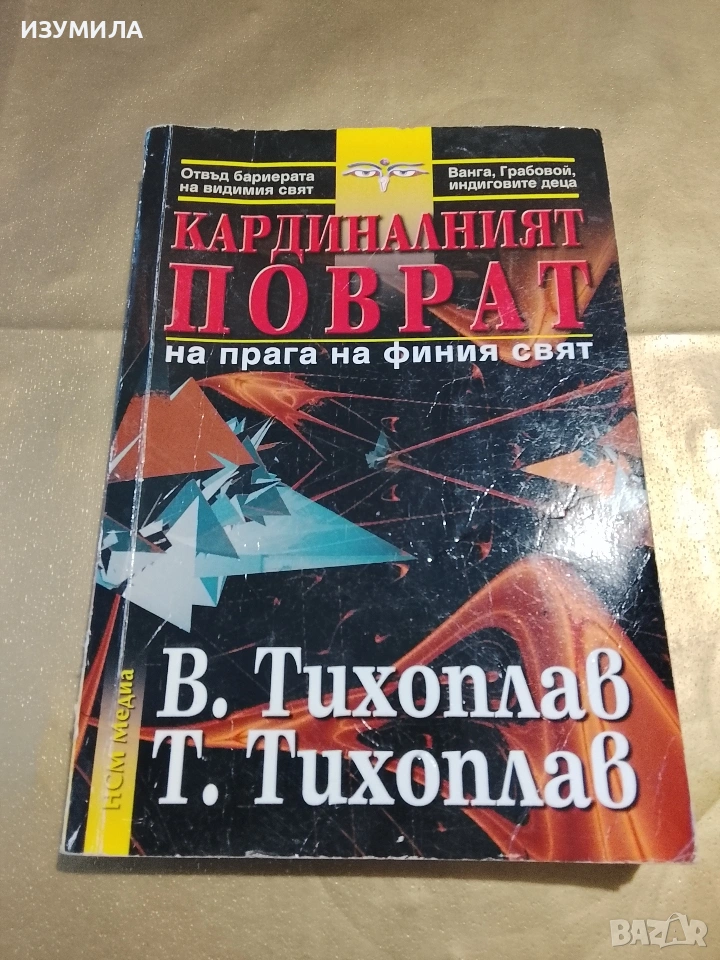 ИЗУМИЛА
Отвъд бариерата
на видимия свят
Ванга, Грабовой,
индиговите деца
КАРДИНАЛНИЯТ
ПОВРАТ
на прага на финия свят
В. Тихоплав
Т. Тихоплав
НСМ Медиа
BAZAR